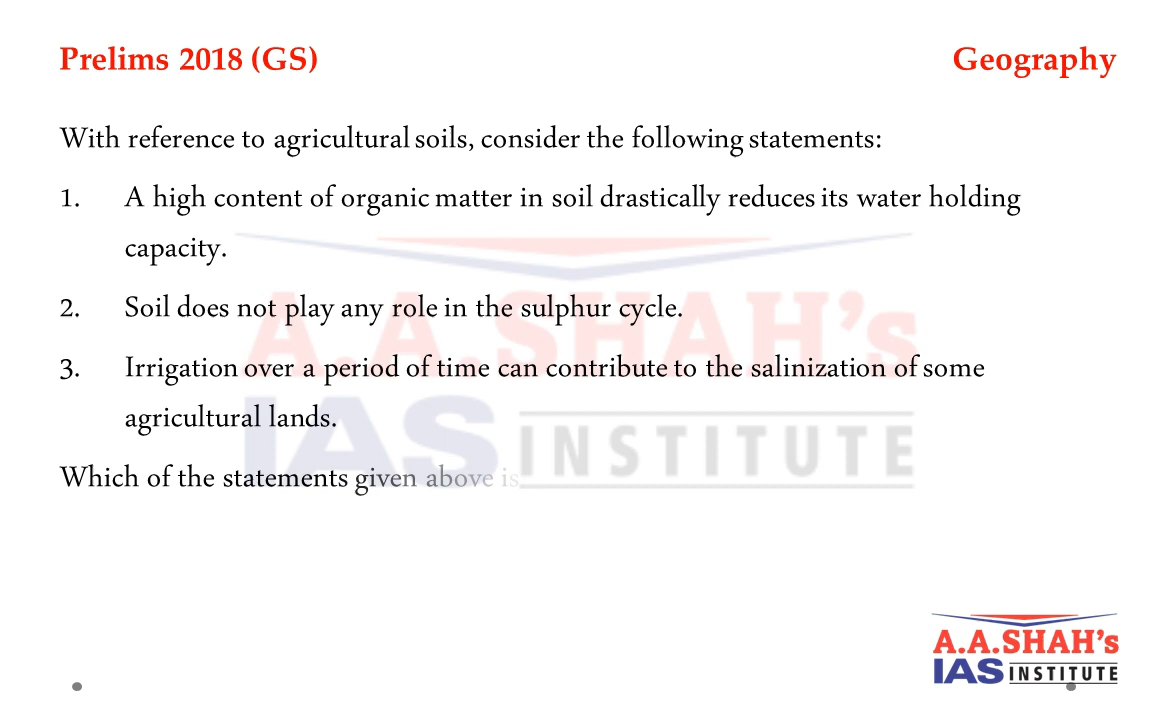 Prelims 2018 (GS) Geography
With reference to agricultural soils, consider the following statements:
1. A high content of organic matter in soil drastically reduces its water holding
capacity.
2. Soil does not play any role in the sulphur cycle.
3. Irrigation over a period of time can contribute to the salinization of some
agricultural lands.
Which of the statements given above is
A.A.SHAH's
IAS INSTITUTE
A.A.SHAH's
IAS INSTITUTE